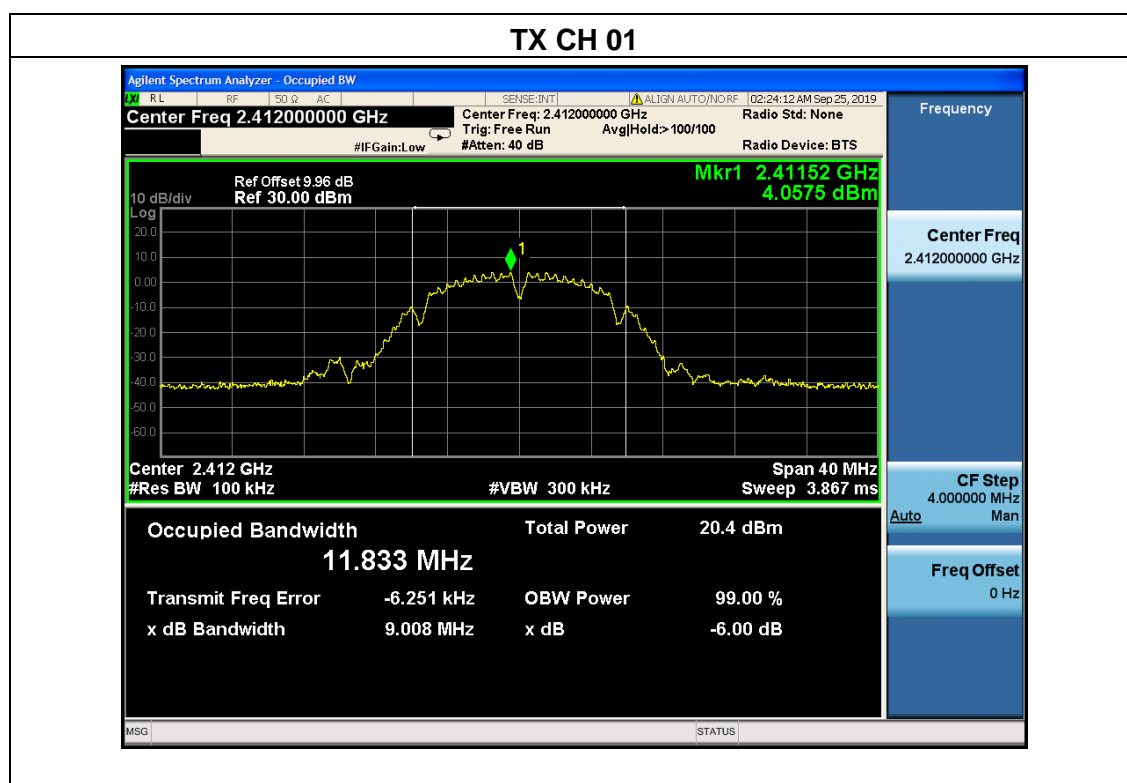 TX CH 01
Agilent Spectrum Analyzer - Occupied BW
LXI RL RF 50 Ω AC SENSE:INT ALIGN AUTO/NO RF 02:24:12 AM Sep 25, 2019
Center Freq 2.412000000 GHz
Center Freq: 2.412000000 GHz Radio Std: None
Trig: Free Run Avg|Hold:> 100/100
#IFGain:Low #Atten: 40 dB Radio Device: BTS
Frequency
Mkr1 2.41152 GHz
4.0575 dBm
Ref Offset 9.96 dB
10 dB/div Ref 30.00 dBm
Log
20.0
10.0
0.00
-10.0
-20.0
-30.0
-40.0
-50.0
-60.0
1
Center 2.412 GHz Span 40 MHz
#Res BW 100 kHz #VBW 300 kHz Sweep 3.867 ms
Center Freq
2.412000000 GHz
CF Step
4.000000 MHz
Auto Man
Freq Offset
0 Hz
Occupied Bandwidth Total Power 20.4 dBm
11.833 MHz
Transmit Freq Error -6.251 kHz OBW Power 99.00 %
x dB Bandwidth 9.008 MHz x dB -6.00 dB
MSG STATUS